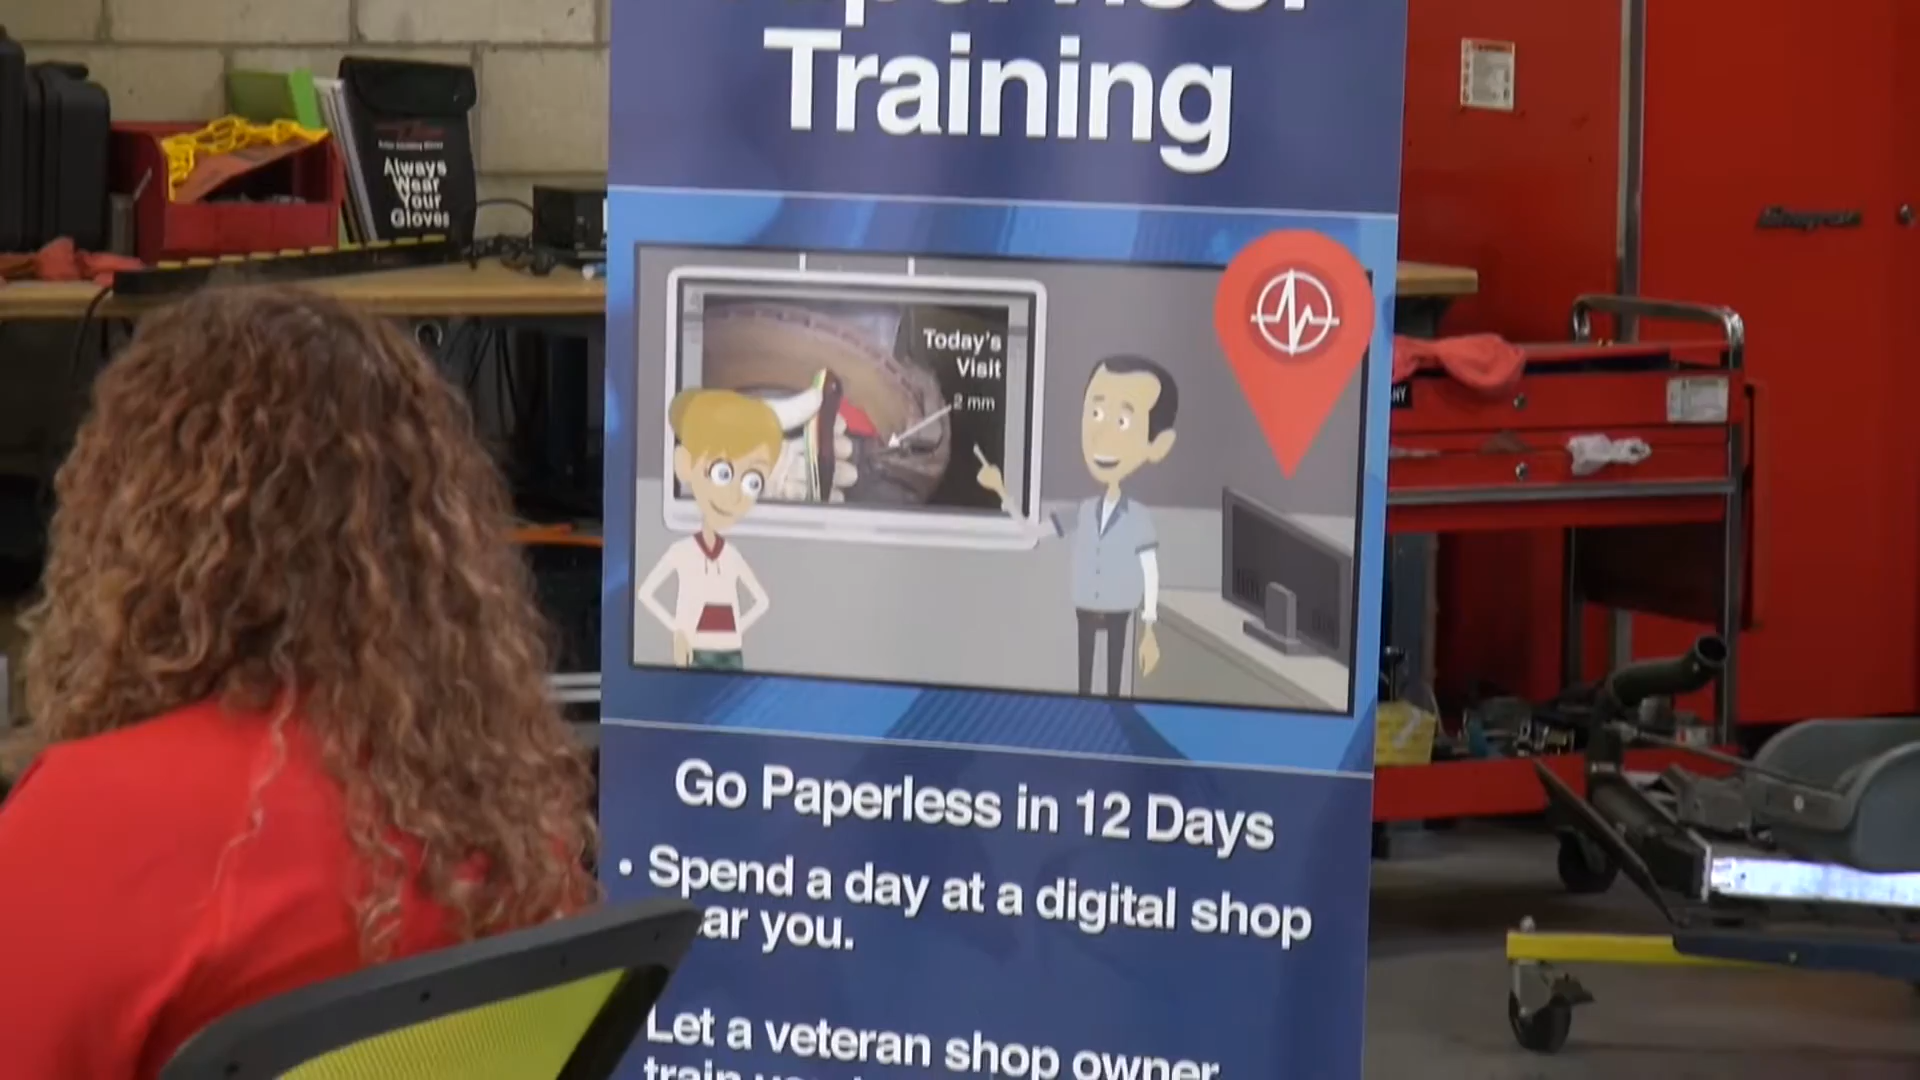 Training
Always
Wear
Your
Gloves
Today's
Visit
2 mm
Go Paperless in 12 Days
• Spend a day at a digital shop
you.
Let a veteran shop owner
train